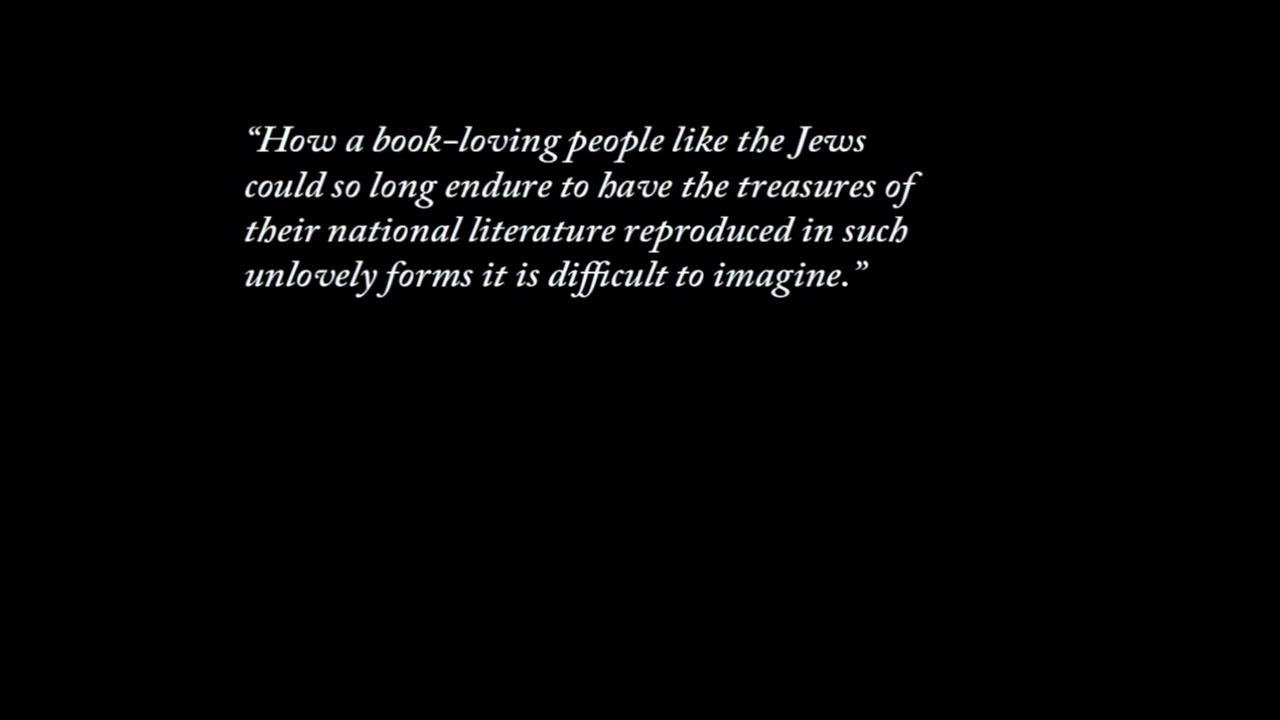 “How a book-loving people like the Jews
could so long endure to have the treasures of
their national literature reproduced in such
unlovely forms it is difficult to imagine.”